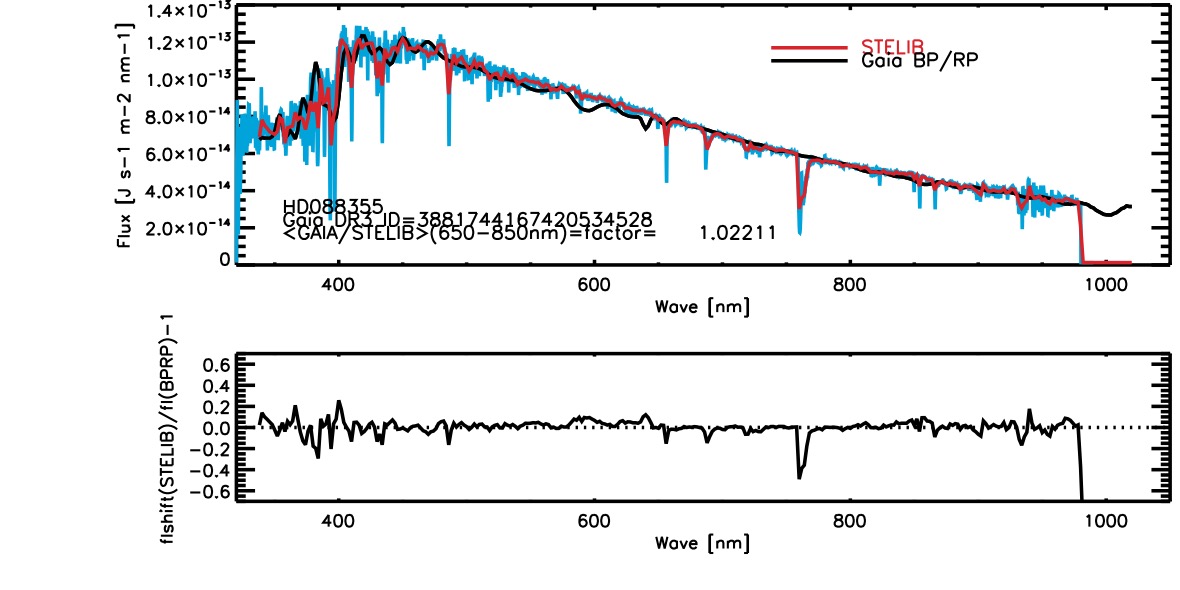 1.4×10−13
1.2×10−13
1.0×10−13
8.0×10−14
6.0×10−14
4.0×10−14
2.0×10−14
0
Flux [J s−1 m−2 nm−1]
STELIB
Gaia BP/RP
HD088355
Gaia DR3 ID=3881744167420534528
<GAIA/STELIB>(650−850nm)=factor= 1.02211
400 600 800 1000
Wave [nm]
flshift(STELIB)/fl(BPRP)−1
0.6
0.4
0.2
0.0
−0.2
−0.4
−0.6
400 600 800 1000
Wave [nm]